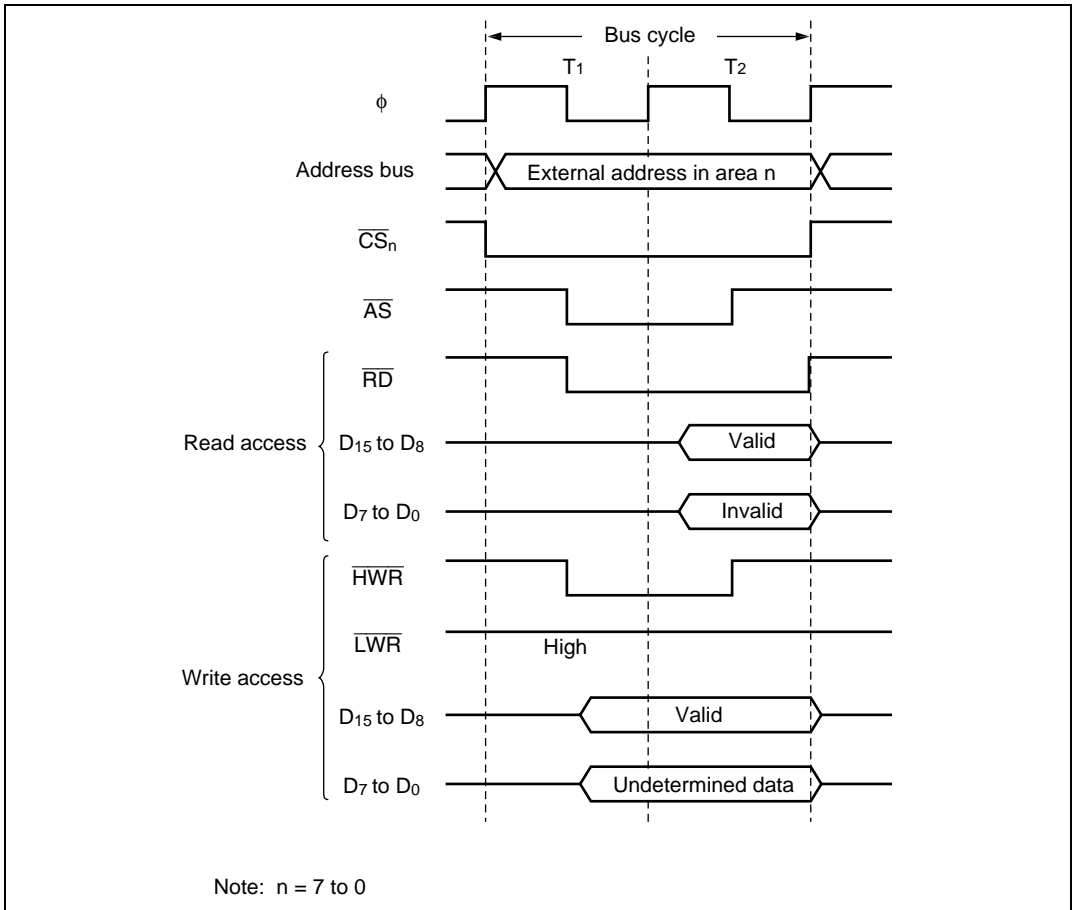 Bus cycle
T1 T2
ϕ
Address bus External address in area n
CSn
AS
RD
Read access D15 to D8 Valid
D7 to D0 Invalid
HWR
LWR High
Write access
D15 to D8 Valid
D7 to D0 Undetermined data
Note: n = 7 to 0